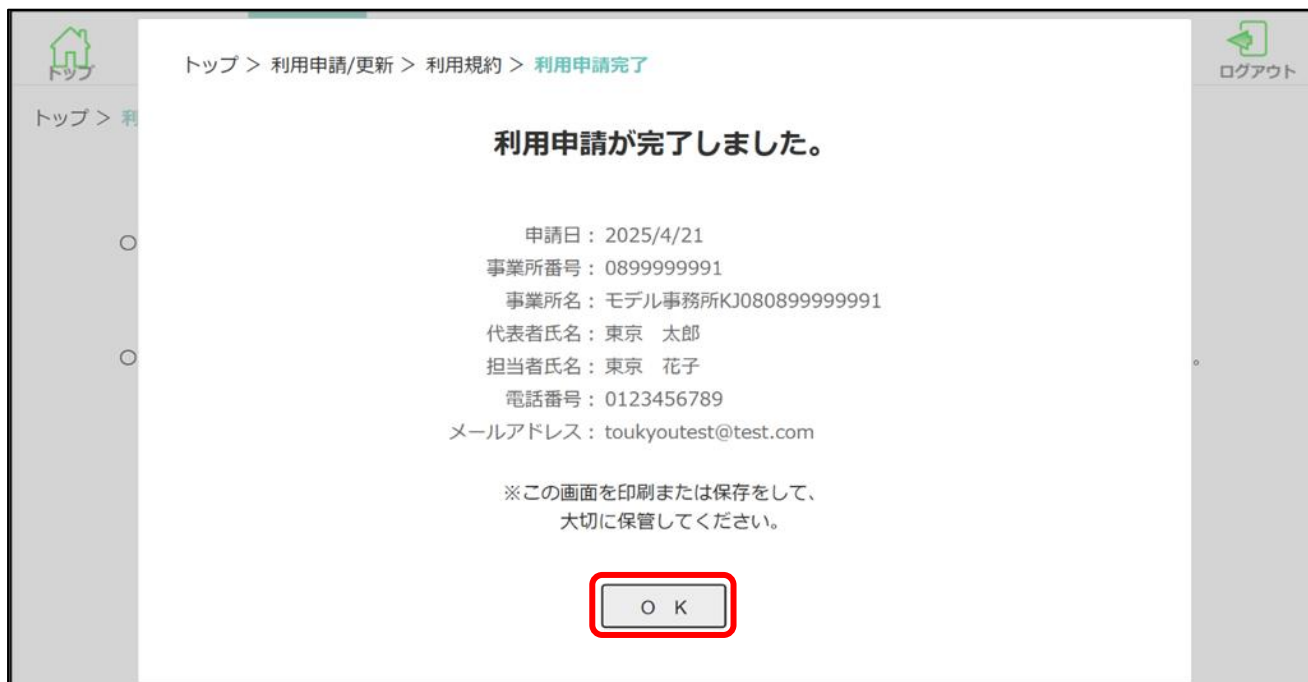 トップ
トップ > 利用申請/更新 > 利用規約 > 利用申請完了
ログアウト
トップ > 利
利用申請が完了しました。
○
申請日： 2025/4/21
事業所番号： 0899999991
事業所名： モデル事務所KJ080899999991
代表者氏名： 東京　太郎
○
担当者氏名： 東京　花子
。
電話番号： 0123456789
メールアドレス： toukyoutest@test.com
※この画面を印刷または保存をして、
大切に保管してください。
O K